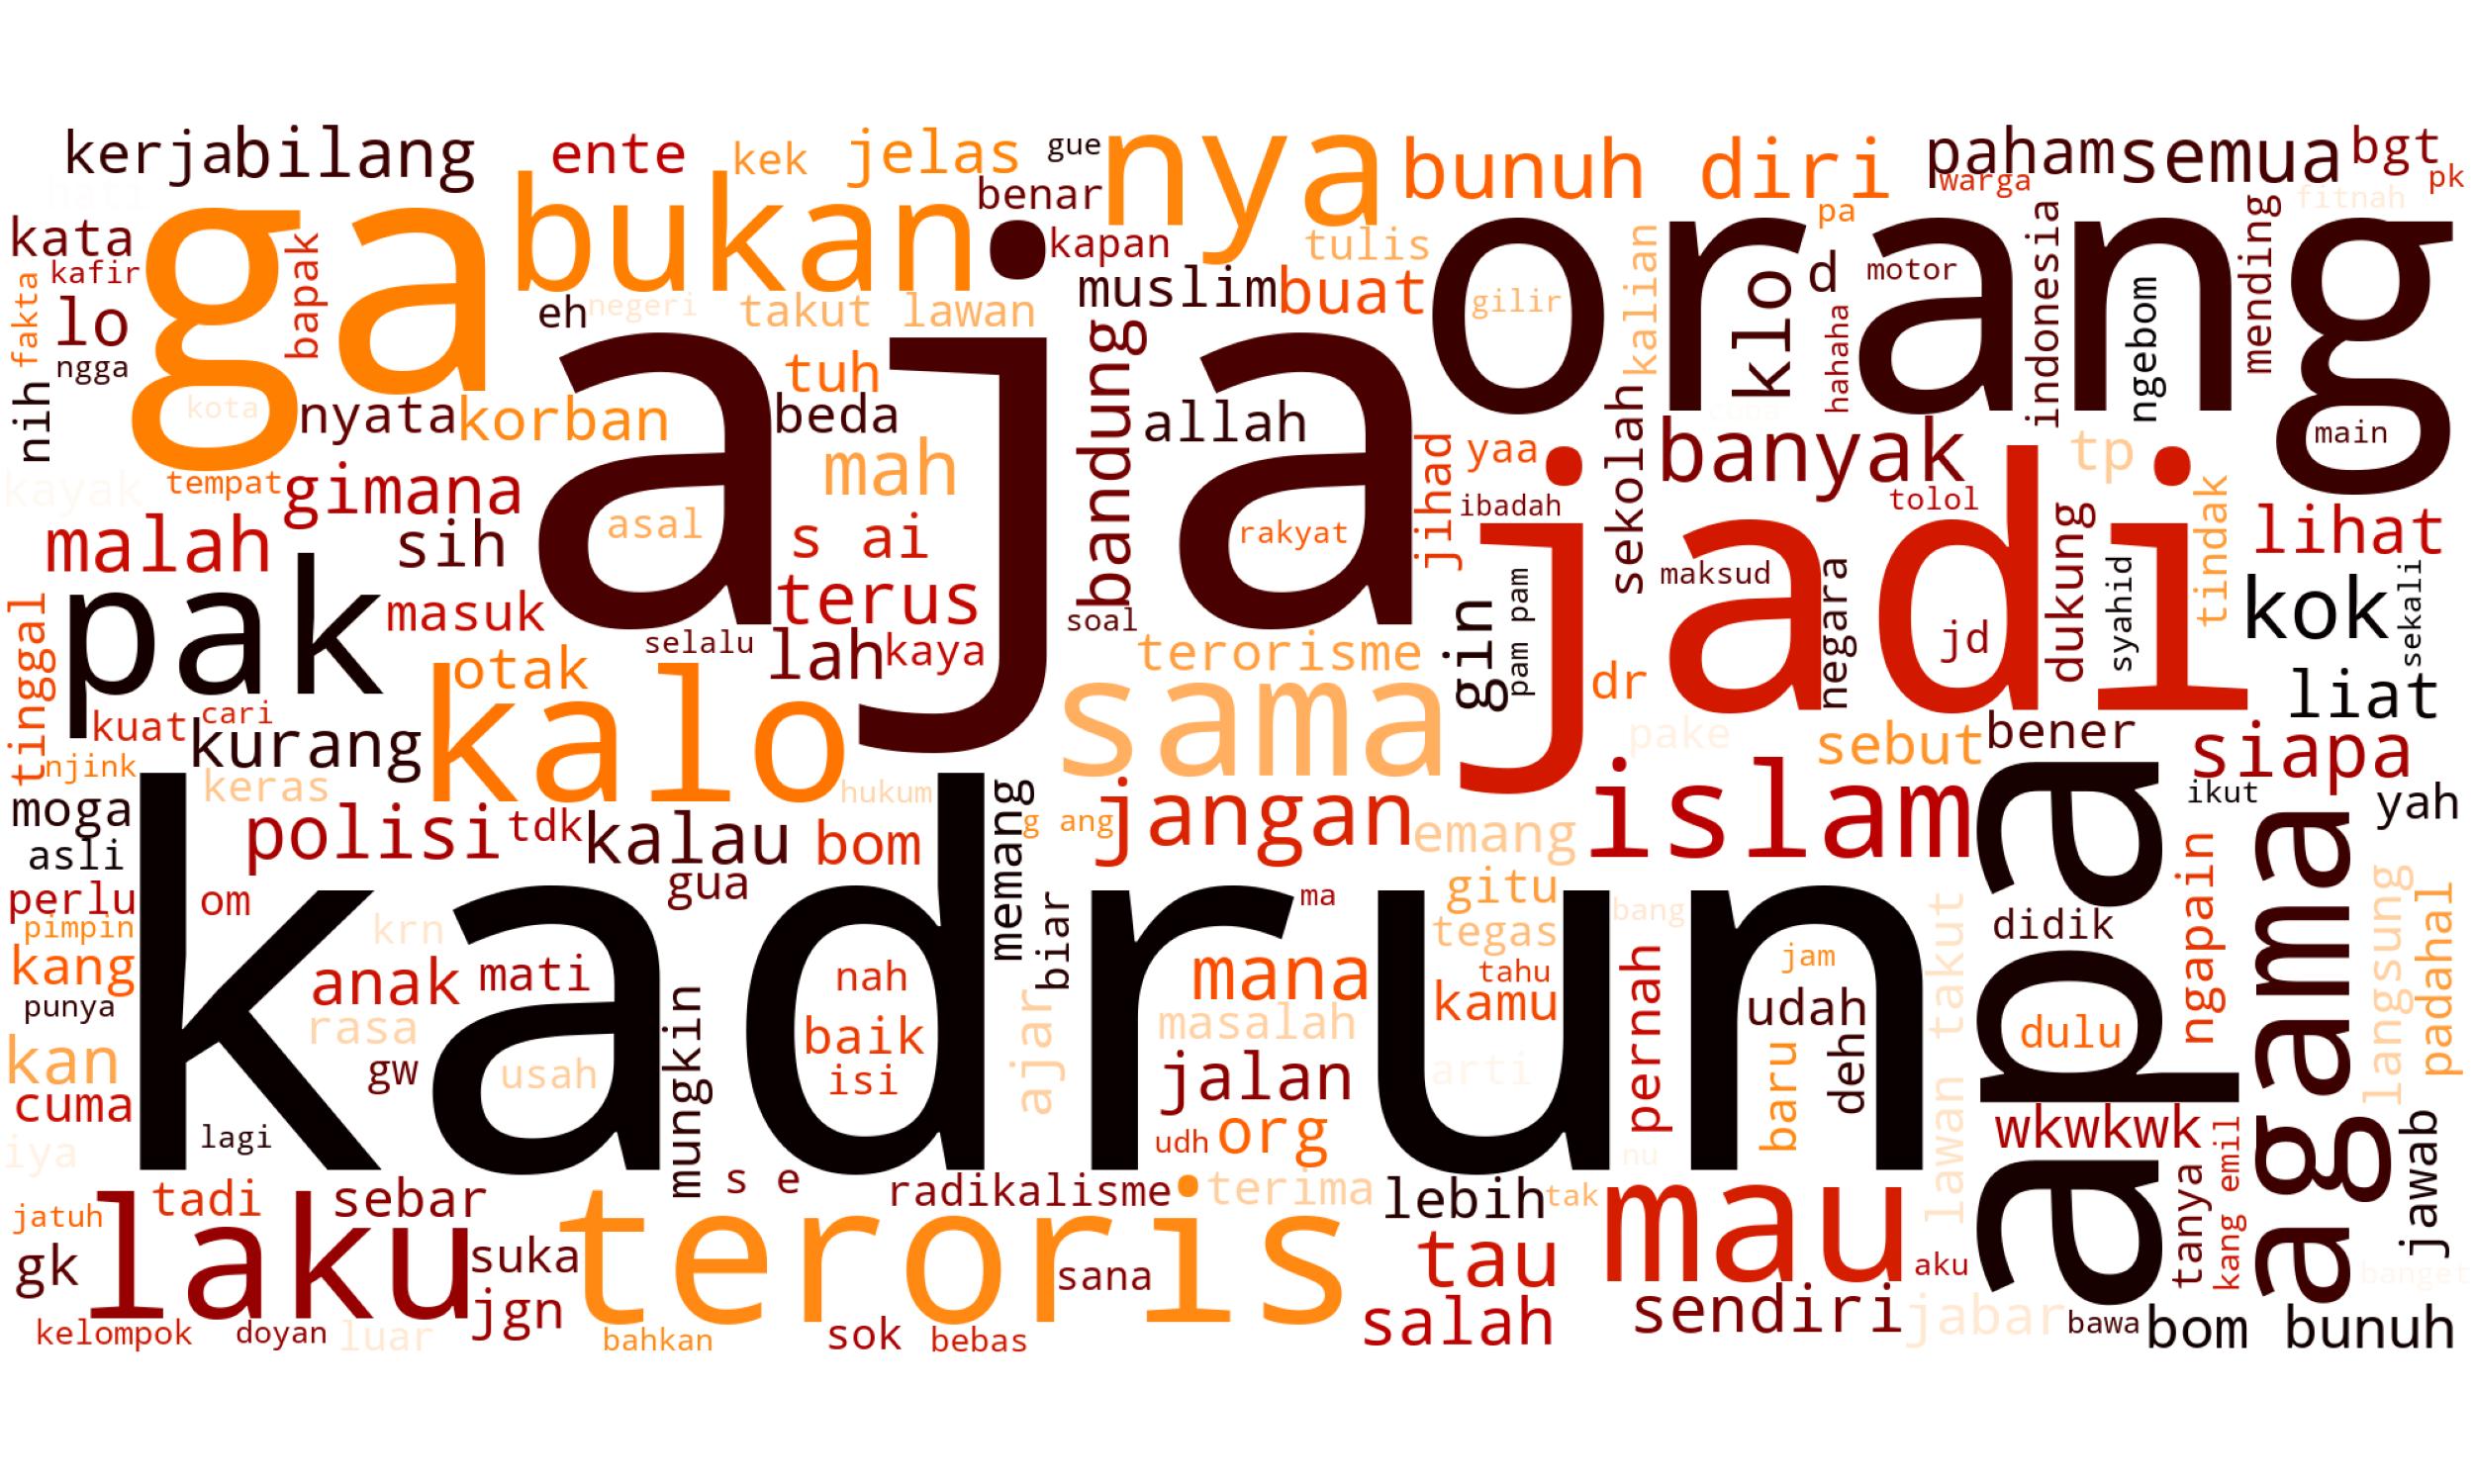 kerja
bilang
ente
kek
jelas
gue
nya
bunuh diri
paham
semua
bgt
pk
warga
fitnah
benar
kata
kafir
ga
bukan
kapan
tulis
pa
orang
fakta
lo
ngga
bapak
eh
negeri
takut lawan
muslim
buat
gilir
kalian
klo
d
motor
hahaha
indonesia
ngebom
mending
main
nih
kota
nyata
korban
tuh
beda
aja
bandung
allah
sekolah
banyak
tp
kayak
tempat
gimana
mah
jihad
yaa
ibadah
tolol
tindak
lihat
malah
sih
asal
s ai
rakyat
maksud
jadi
dukung
syahid
negara
jd
kok
sekali
tinggal
pak
masuk
terus
selalu
lah
kaya
soal
terorisme
gin
pam pam
dr
liat
otak
kuat
cari
kurang
kalo
sama
pake
sebut
bener
siapa
njink
keras
hukum
moga
polisi
tdk
kalau
bom
memang
g ang
jangan
emang
islam
ikut
yah
asli
perlu
om
gua
ma
gitu
bang
apa
agama
ngapain
langsung
padahal
pimpin
kang
punya
krn
anak
mati
kadrun
nah
biar
mana
tegas
tahu
kamu
pernah
jam
udah
lawan takut
didik
dulu
kan
rasa
gw
usah
mungkin
baik
isi
ajar
masalah
jalan
arti
baru
deh
cuma
iya
lagi
udh
org
nu
wkwkwk
tanya
kang emil
jawab
banget
tadi
sebar
s e
radikalisme
terima
lebih
tak
mau
jatuh
gk
laku
suka
teroris
sana
tau
aku
jgn
salah
sendiri
jabar
bawa
bom bunuh
kelompok
doyan
luar
bahkan
sok
bebas